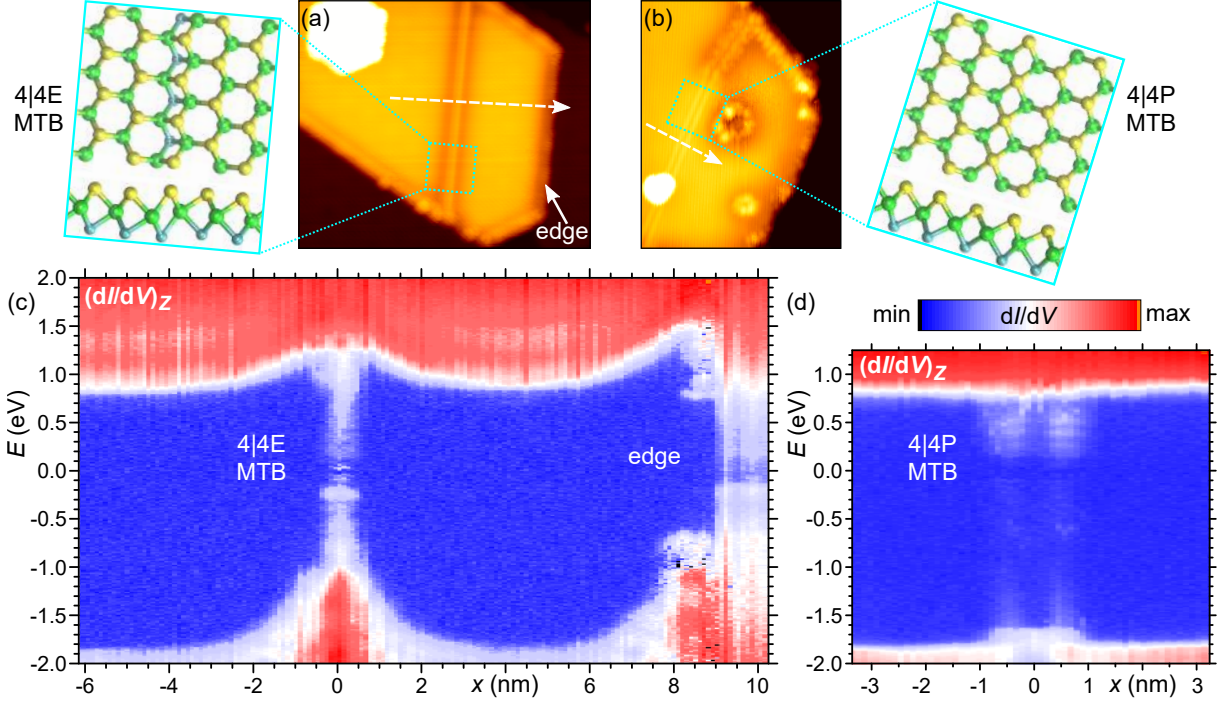 (a)
(b)
4|4E
MTB
4|4P
MTB
edge
(c)
(dI/dV)Z
2.0
1.5
1.0
0.5
0.0
-0.5
-1.0
-1.5
-2.0
E (eV)
4|4E
MTB
edge
-6 -4 -2 0 2 4 6 8 10
x (nm)
min dI/dV max
(d)
(dI/dV)Z
1.0
0.5
0.0
-0.5
-1.0
-1.5
-2.0
E (eV)
4|4P
MTB
-3 -2 -1 0 1 x (nm) 3